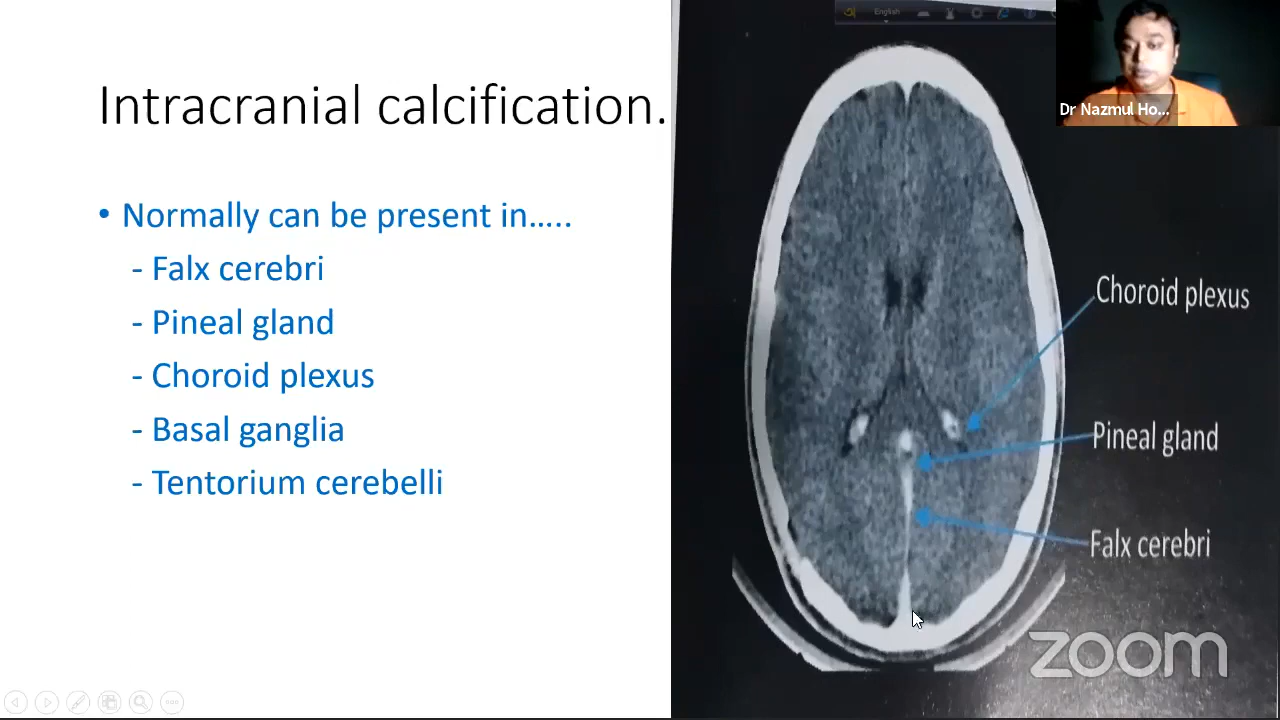 Intracranial calcification.
• Normally can be present in.....
- Falx cerebri
- Pineal gland
- Choroid plexus
- Basal ganglia
- Tentorium cerebelli
English
Dr Nazmul Ho...
Choroid plexus
Pineal gland
Falx cerebri
zoom